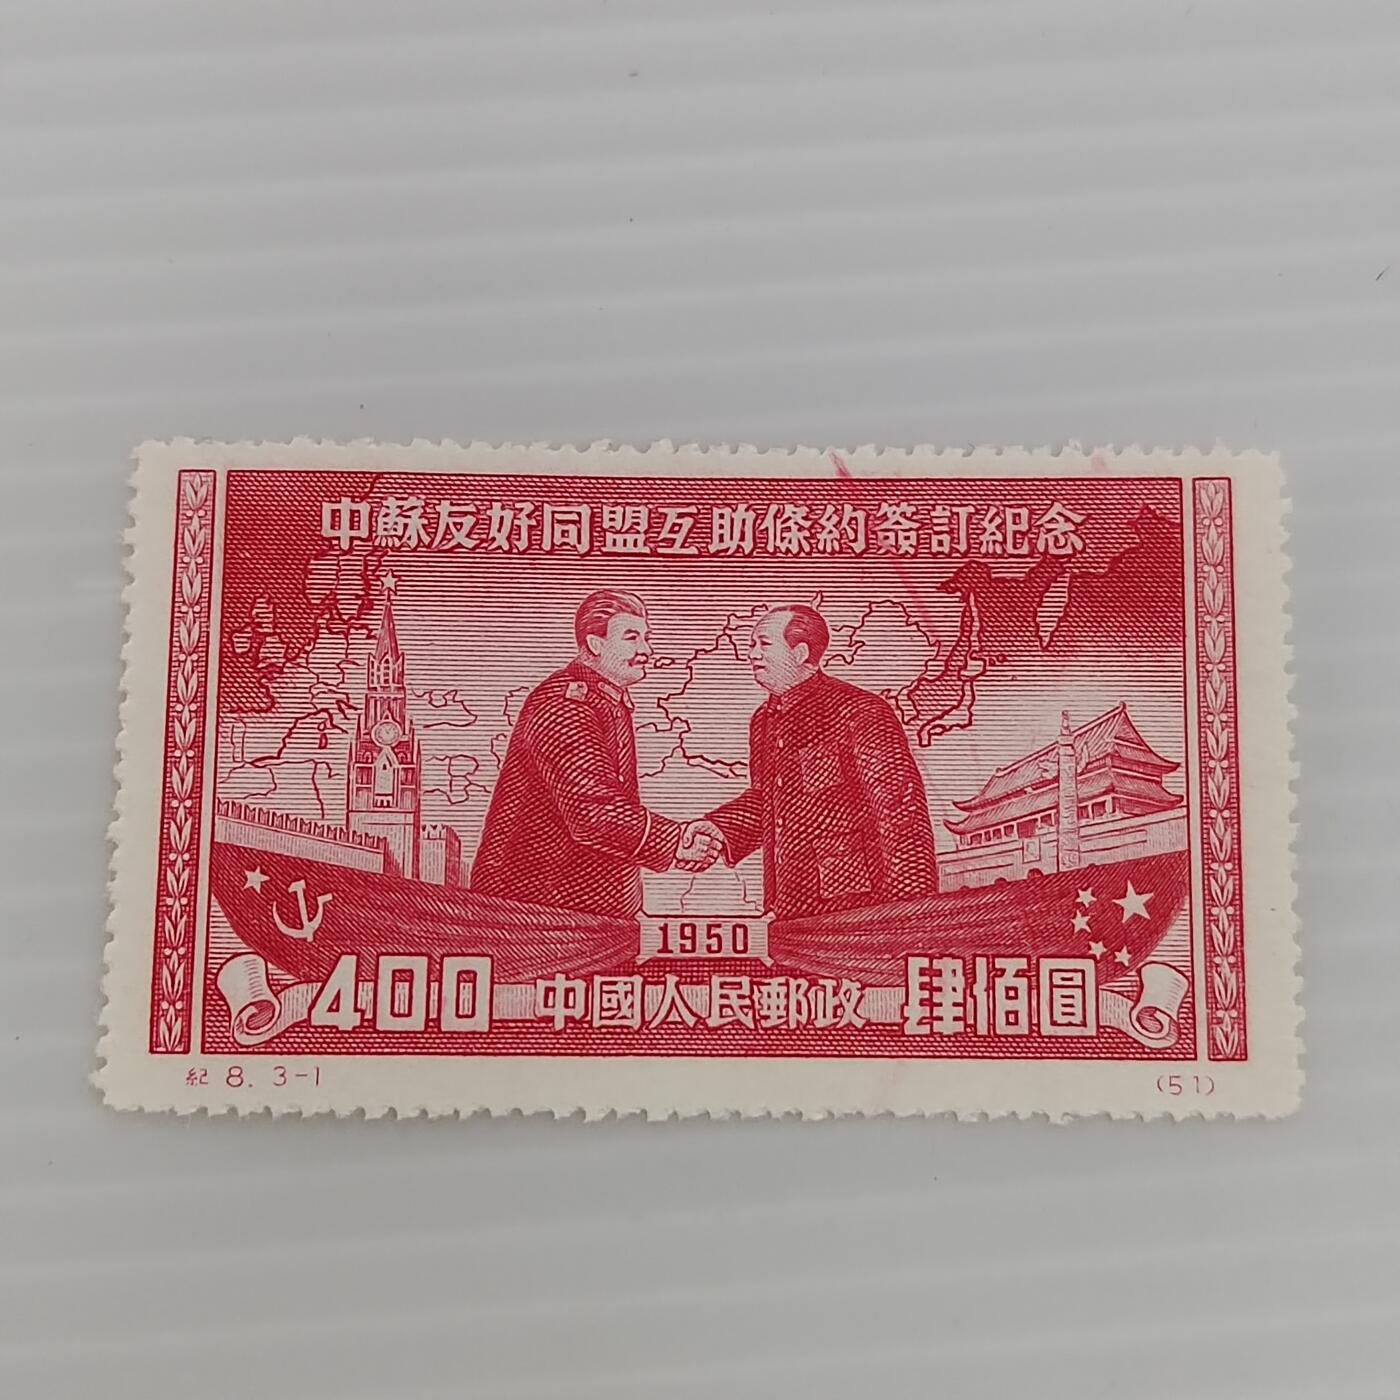 中蘇友好同盟互助條約簽訂紀念
1950
400 中國人民郵政 肆佰圓
紀 8. 3-1 (51)